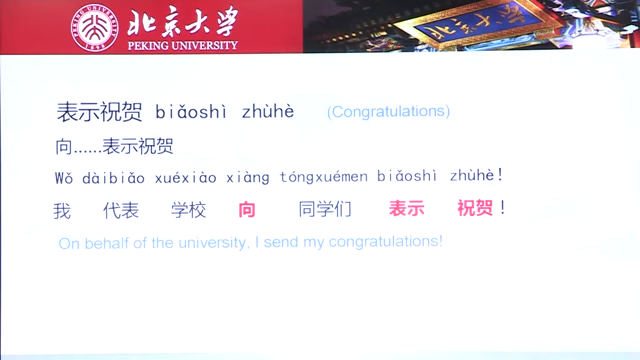 北京大学
PEKING UNIVERSITY
表示祝贺 biǎoshì zhùhè (Congratulations)
向......表示祝贺
Wǒ dàibiǎo xuéxiào xiàng tóngxuémen biǎoshì zhùhè!
我 代表 学校 向 同学们 表示 祝贺!
On behalf of the university, I send my congratulations!